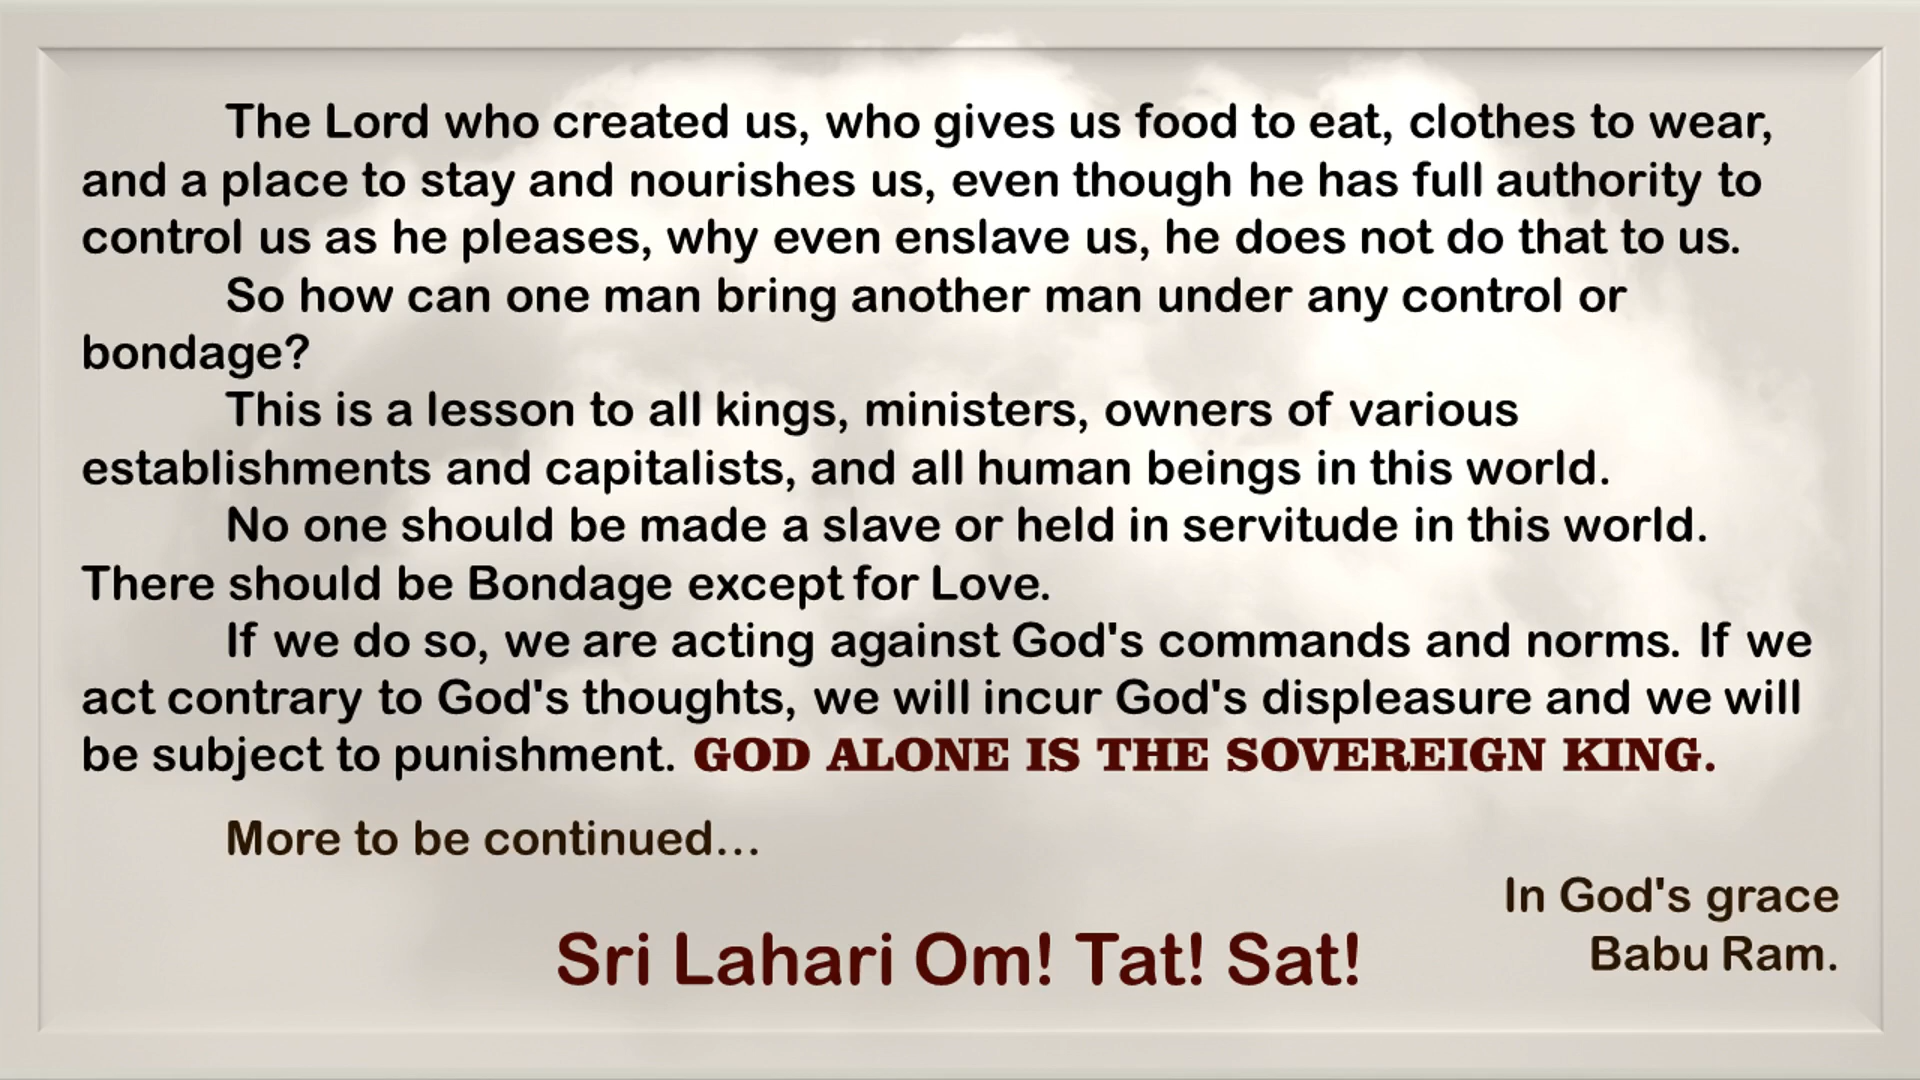 The Lord who created us, who gives us food to eat, clothes to wear,
and a place to stay and nourishes us, even though he has full authority to
control us as he pleases, why even enslave us, he does not do that to us.
So how can one man bring another man under any control or
bondage?
This is a lesson to all kings, ministers, owners of various
establishments and capitalists, and all human beings in this world.
No one should be made a slave or held in servitude in this world.
There should be Bondage except for Love.
If we do so, we are acting against God's commands and norms. If we
act contrary to God's thoughts, we will incur God's displeasure and we will
be subject to punishment. GOD ALONE IS THE SOVEREIGN KING.
More to be continued...
In God's grace
Babu Ram.
Sri Lahari Om! Tat! Sat!